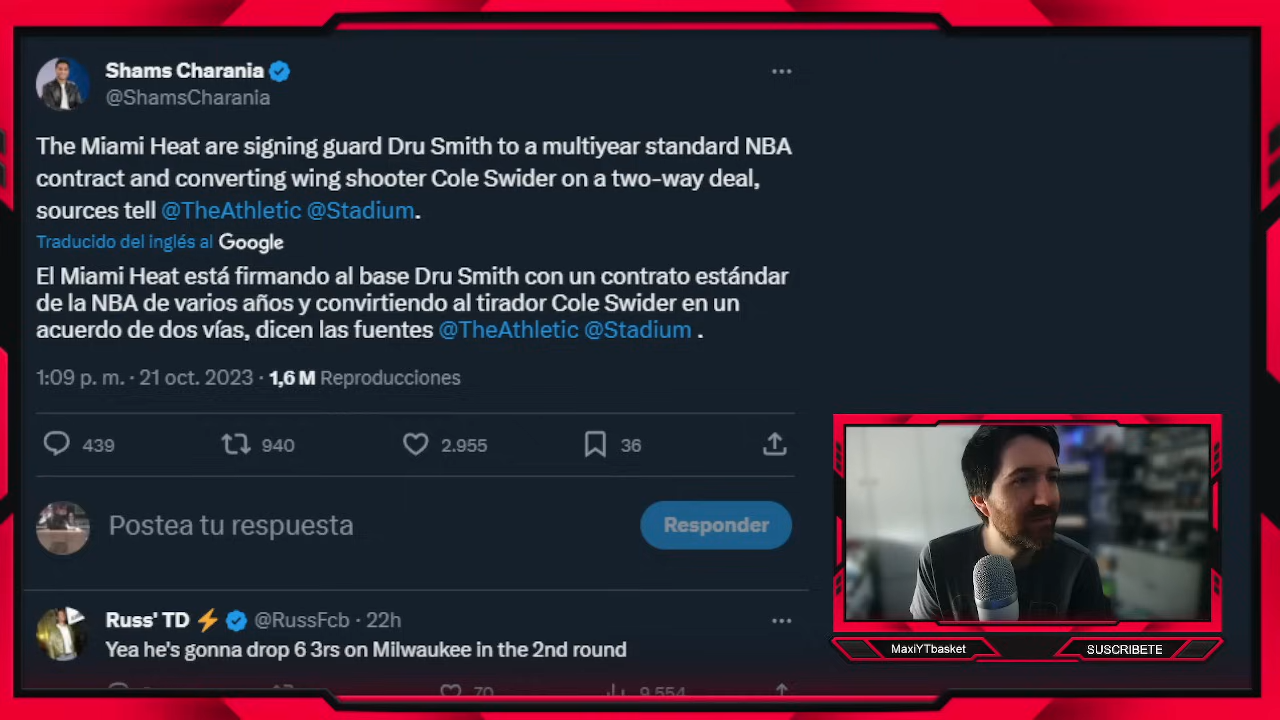 Shams Charania
@ShamsCharania
The Miami Heat are signing guard Dru Smith to a multiyear standard NBA
contract and converting wing shooter Cole Swider on a two-way deal,
sources tell @TheAthletic @Stadium.
Traducido del inglés al Google
El Miami Heat está firmando al base Dru Smith con un contrato estándar
de la NBA de varios años y convirtiendo al tirador Cole Swider en un
acuerdo de dos vías, dicen las fuentes @TheAthletic @Stadium .
1:09 p. m. · 21 oct. 2023 · 1,6 M Reproducciones
439 940 2.955 36
Postea tu respuesta
Responder
Russ' TD ⚡ @RussFcb · 22h
Yea he's gonna drop 6 3rs on Milwaukee in the 2nd round
70 9.554
MaxiYTbasket
SUSCRIBETE